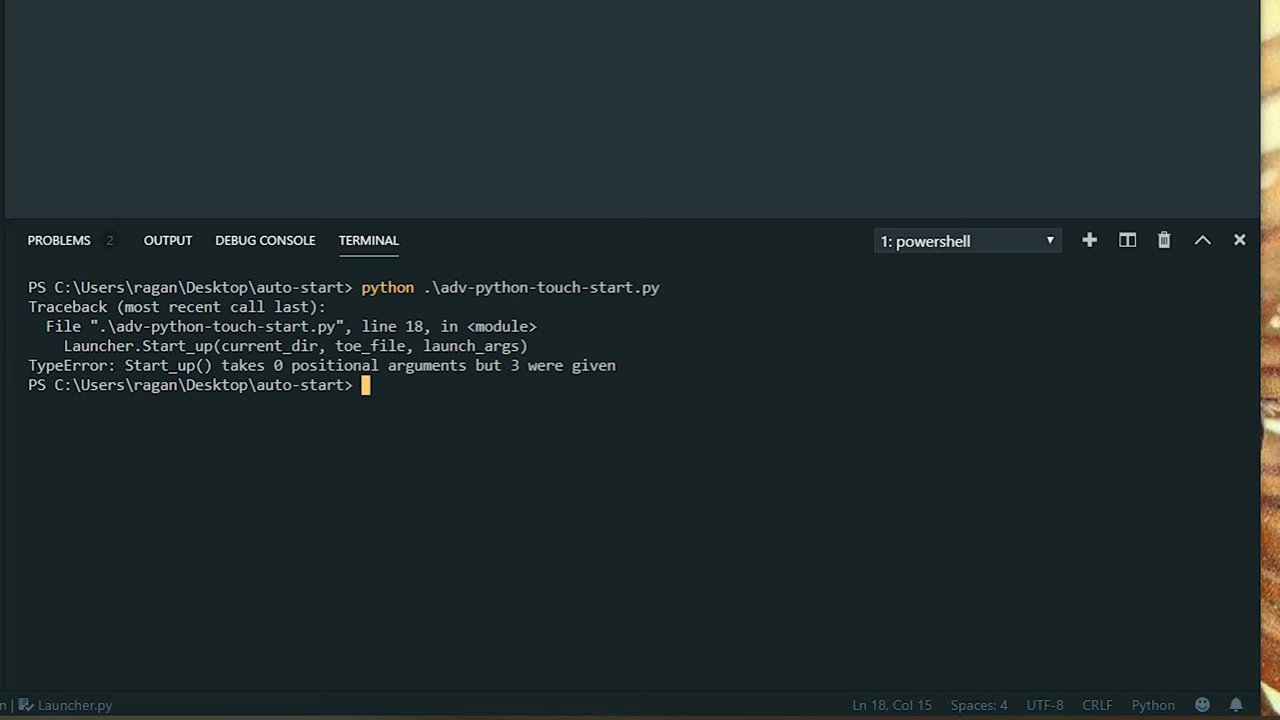 PROBLEMS 2 OUTPUT DEBUG CONSOLE TERMINAL 1: powershell
PS C:\Users\ragan\Desktop\auto-start> python .\adv-python-touch-start.py
Traceback (most recent call last):
  File ".\adv-python-touch-start.py", line 18, in <module>
    Launcher.Start_up(current_dir, toe_file, launch_args)
TypeError: Start_up() takes 0 positional arguments but 3 were given
PS C:\Users\ragan\Desktop\auto-start>
n | Launcher.py Ln 18, Col 15 Spaces: 4 UTF-8 CRLF Python